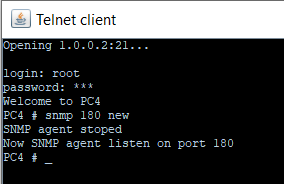 Telnet client
Opening 1.0.0.2:21...
login: root
password: ***
Welcome to PC4
PC4 # snmp 180 new
SNMP agent stoped
Now SNMP agent listen on port 180
PC4 # _